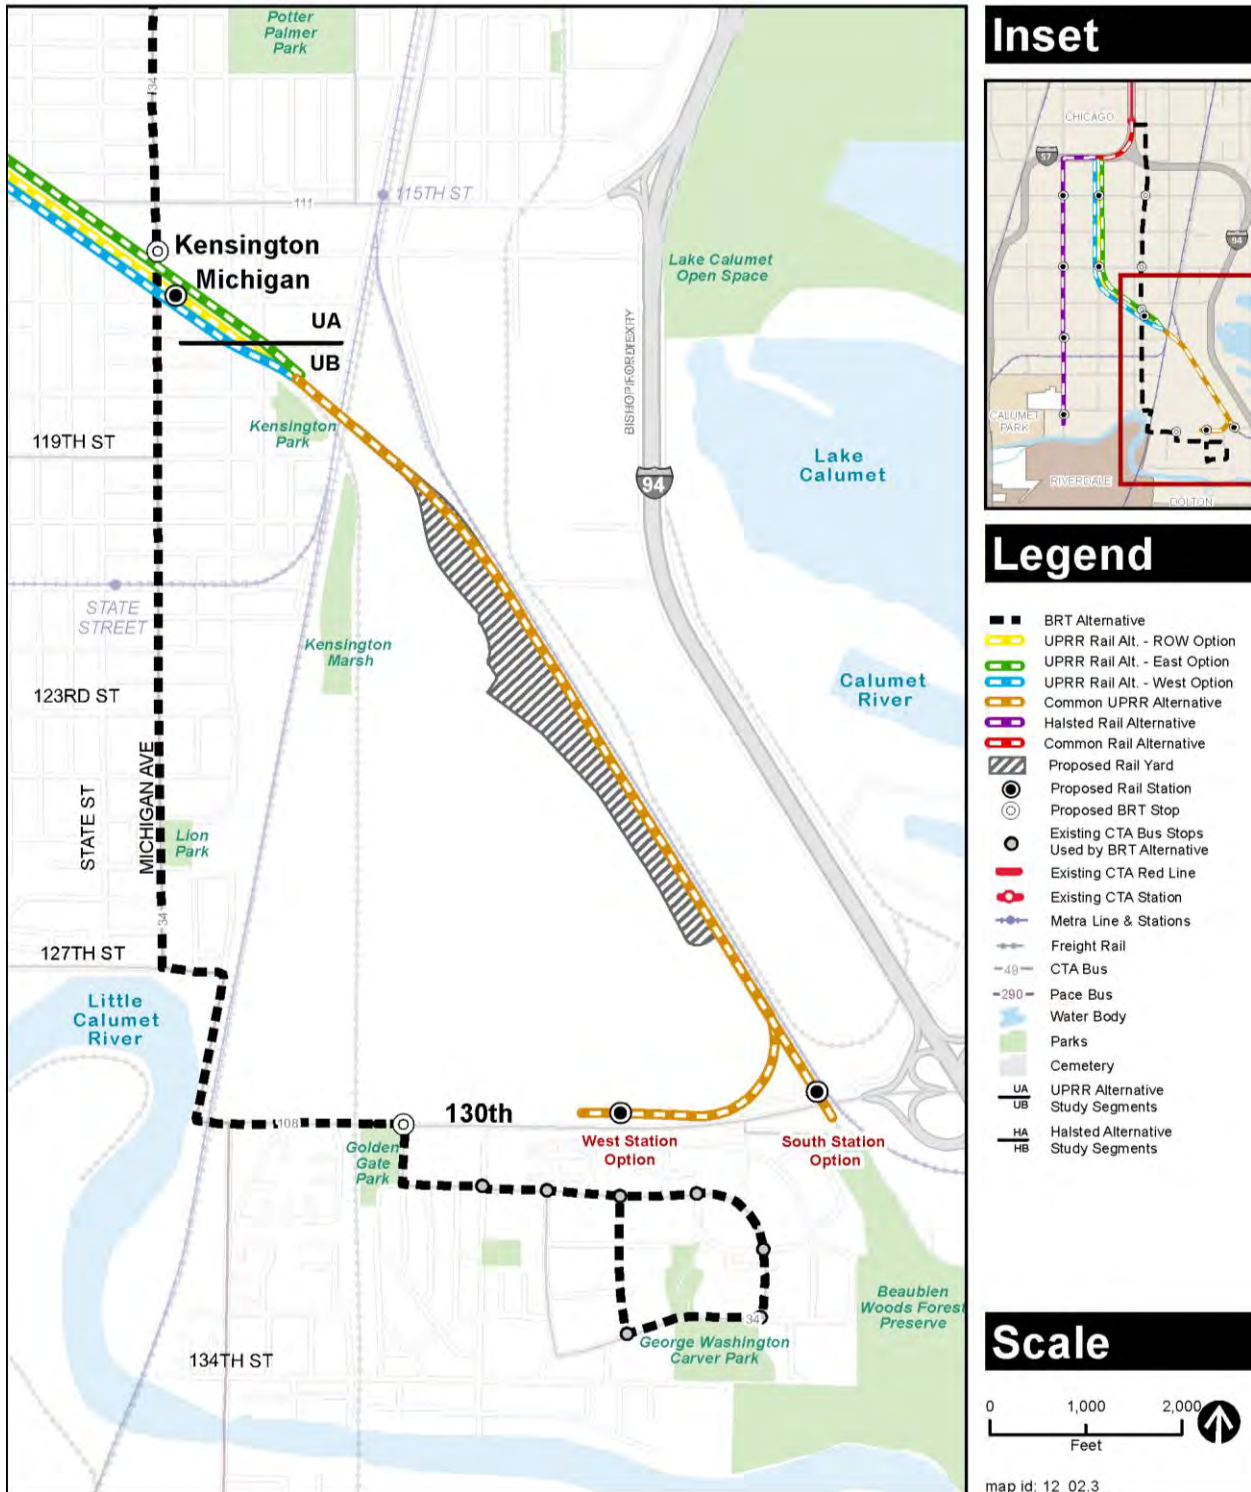 Potter
Palmer
Park
34
115TH ST
111
Kensington
Michigan
UA
UB
Lake Calumet
Open Space
Kensington
Park
119TH ST
94
Lake
Calumet
STATE
STREET
Kensington
Marsh
Calumet
River
123RD ST
MICHIGAN AVE
STATE ST
Lion
Park
34
127TH ST
Little
Calumet
River
108
130th
West Station
Option
South Station
Option
Golden
Gate
Park
Beaubien
Woods Forest
Preserve
34
George Washington
Carver Park
134TH ST
Inset
CHICAGO
57
94
CALUMET
PARK
RIVERDALE
DOLTON
Legend
BRT Alternative
UPRR Rail Alt. - ROW Option
UPRR Rail Alt. - East Option
UPRR Rail Alt. - West Option
Common UPRR Alternative
Halsted Rail Alternative
Common Rail Alternative
Proposed Rail Yard
Proposed Rail Station
Proposed BRT Stop
Existing CTA Bus Stops
Used by BRT Alternative
Existing CTA Red Line
Existing CTA Station
Metra Line & Stations
Freight Rail
49 CTA Bus
290 Pace Bus
Water Body
Parks
Cemetery
UA UPRR Alternative
UB Study Segments
HA Halsted Alternative
HB Study Segments
Scale
0 1,000 2,000
Feet
map id: 12_02.3